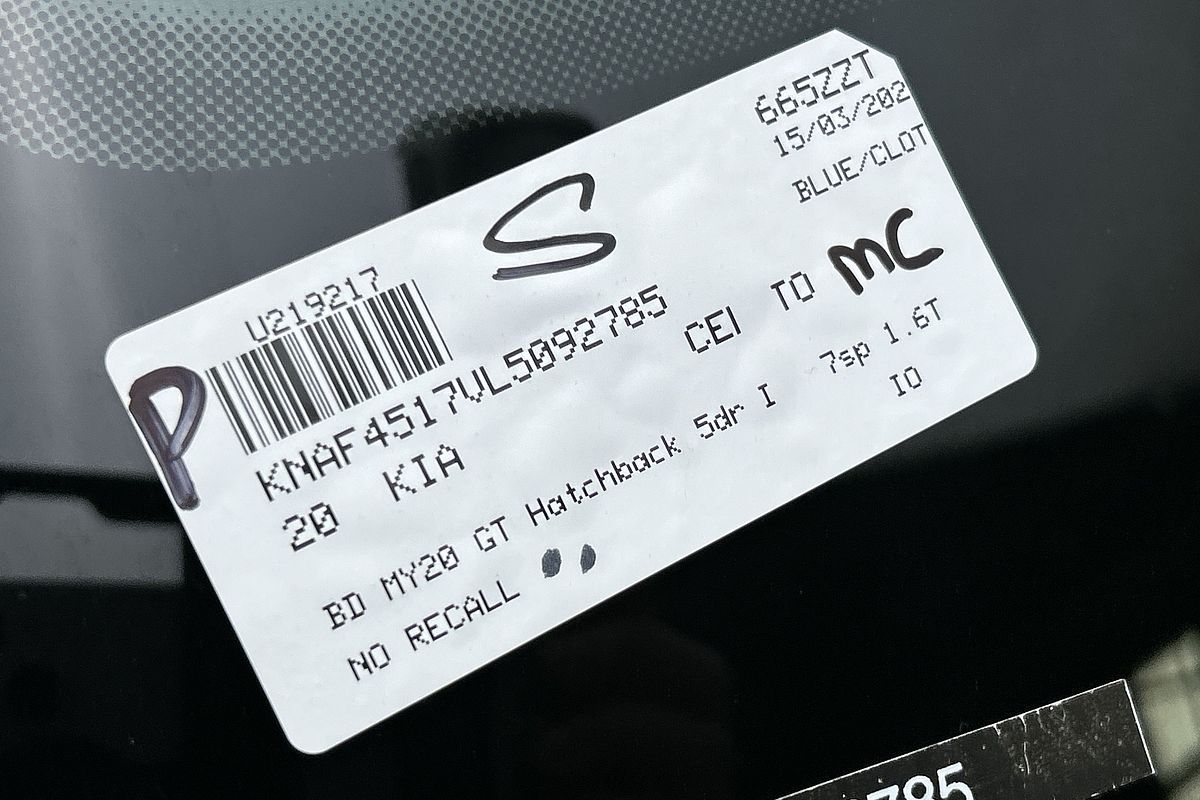 665ZZT
15/03/202
BLUE/CLOT
S
U219217
P
KNAF4517VL5092785
CEI TO MC
20 KIA
BD MY20 GT Hatchback 5dr I 7sp 1.6T
NO RECALL
IO
785